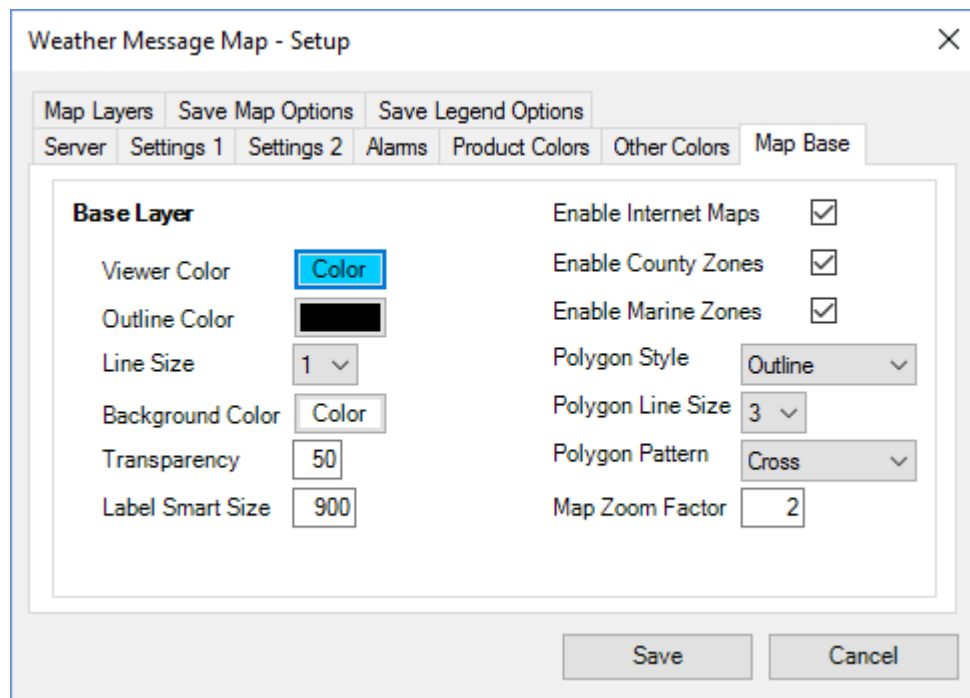 Weather Message Map - Setup
Map Layers Save Map Options Save Legend Options
Server Settings 1 Settings 2 Alarms Product Colors Other Colors Map Base
Base Layer
Viewer Color Color
Outline Color
Line Size 1
Background Color Color
Transparency 50
Label Smart Size 900
Enable Internet Maps
Enable County Zones
Enable Marine Zones
Polygon Style Outline
Polygon Line Size 3
Polygon Pattern Cross
Map Zoom Factor 2
Save Cancel